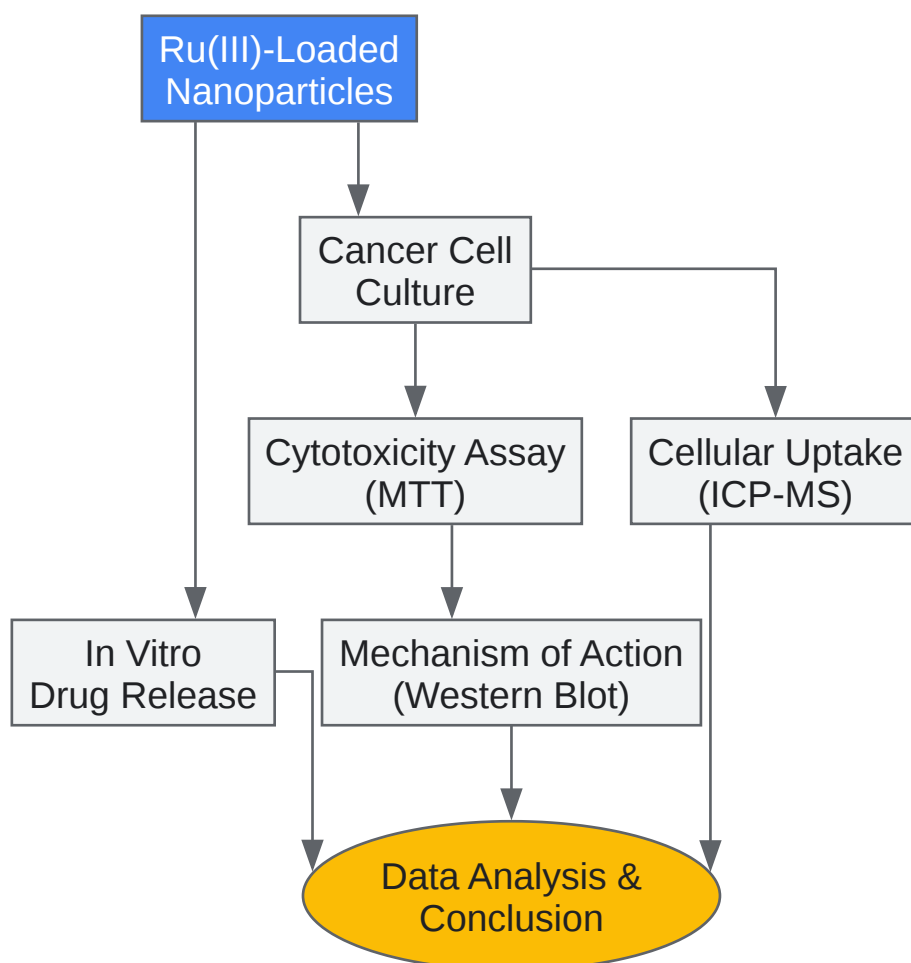 Ru(III)-Loaded
Nanoparticles
Cancer Cell
Culture
Cytotoxicity Assay
(MTT)
Cellular Uptake
(ICP-MS)
In Vitro
Drug Release
Mechanism of Action
(Western Blot)
Data Analysis &
Conclusion